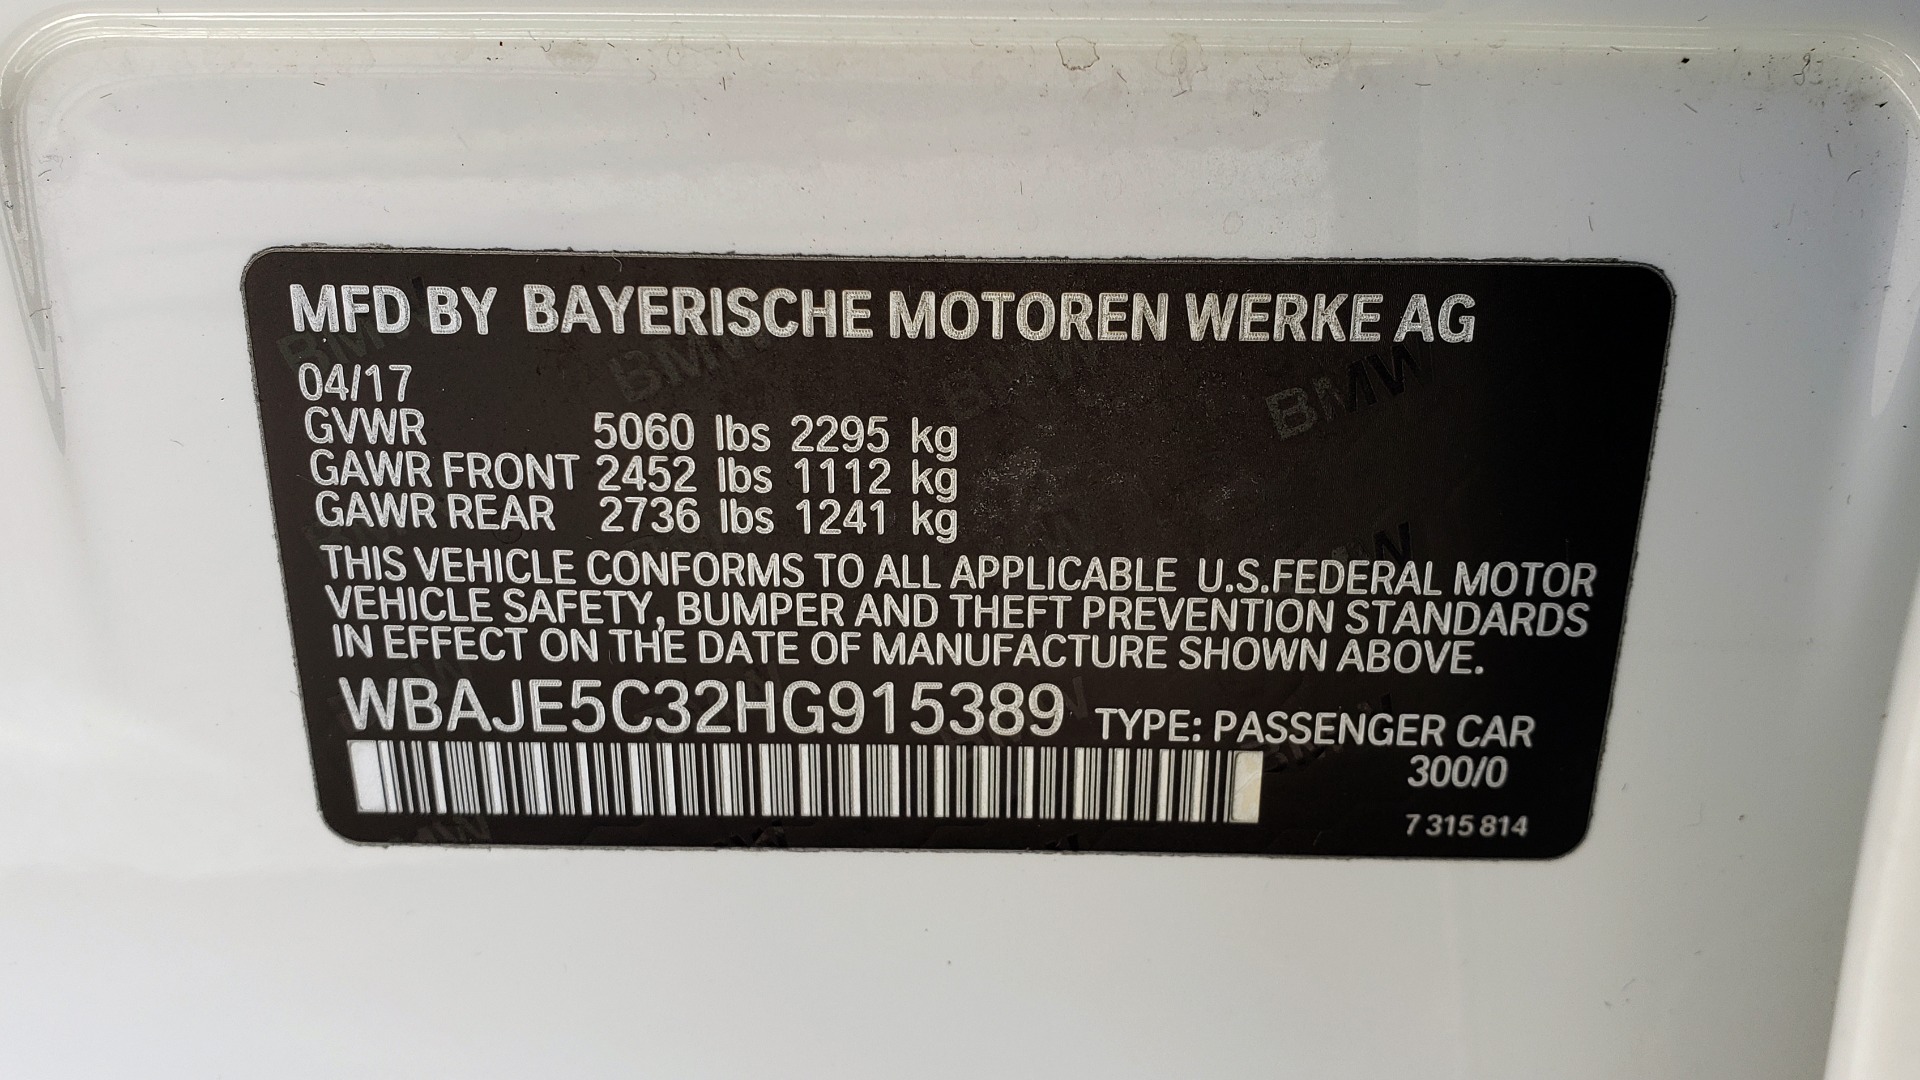 MFD BY BAYERISCHE MOTOREN WERKE AG
04/17
GVWR 5060 lbs 2295 kg
GAWR FRONT 2452 lbs 1112 kg
GAWR REAR 2736 lbs 1241 kg
THIS VEHICLE CONFORMS TO ALL APPLICABLE U.S.FEDERAL MOTOR
VEHICLE SAFETY, BUMPER AND THEFT PREVENTION STANDARDS
IN EFFECT ON THE DATE OF MANUFACTURE SHOWN ABOVE.
WBAJE5C32HG915389 TYPE: PASSENGER CAR
300/0
7 315 814